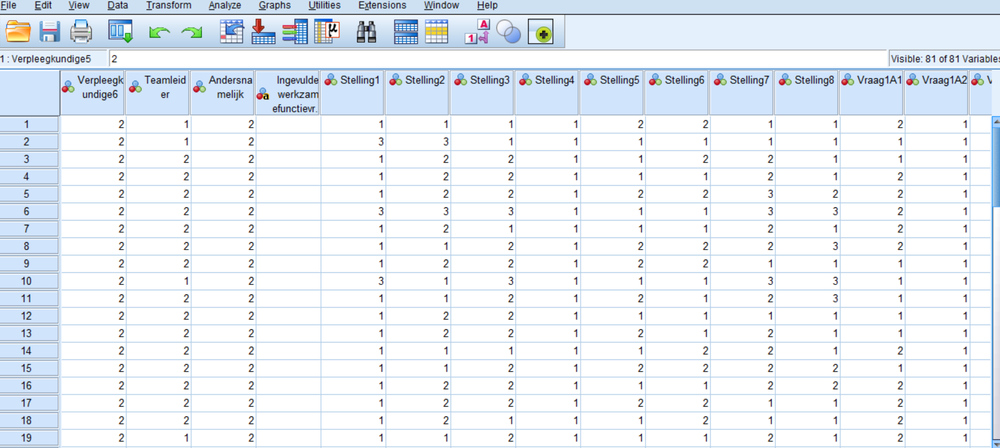 File Edit View Data Transform Analyze Graphs Utilities Extensions Window Help
A
μ
1
1 : Verpleegkundige5 2 Visible: 81 of 81 Variables
Verpleegk Teamleid Andersna Ingevulde Stelling1 Stelling2 Stelling3 Stelling4 Stelling5 Stelling6 Stelling7 Stelling8 Vraag1A1 Vraag1A2 V
undige6 er melijk a werkzam
efunctievr.
1 2 1 2 1 1 1 1 2 2 1 1 2 1
2 2 1 2 3 3 1 1 1 1 1 1 1 1
3 2 2 2 1 2 2 1 1 2 2 1 1 1
4 2 2 2 1 2 2 1 1 1 2 1 2 1
5 2 2 2 1 2 2 1 2 2 3 2 2 1
6 2 2 2 3 3 3 1 1 1 3 3 2 1
7 2 2 2 1 2 1 1 1 1 2 1 2 1
8 2 2 2 1 1 2 1 2 2 2 3 2 1
9 2 2 2 1 2 2 1 2 2 1 1 1 1
10 2 1 2 3 1 3 1 1 1 3 3 1 1
11 2 2 2 1 1 2 1 2 1 2 3 1 1
12 2 2 2 1 2 2 1 1 1 1 1 1 1
13 2 2 2 1 2 2 1 2 1 2 1 1 1
14 2 2 2 1 1 1 1 1 2 2 1 2 1
15 2 2 2 1 1 2 1 2 2 2 2 1 1
16 2 2 2 1 2 2 1 1 1 2 2 2 1
17 2 2 2 1 2 2 1 2 2 1 1 2 1
18 2 2 2 1 2 1 1 1 2 1 1 2 1
19 2 1 2 1 1 2 1 1 1 2 1 2 1